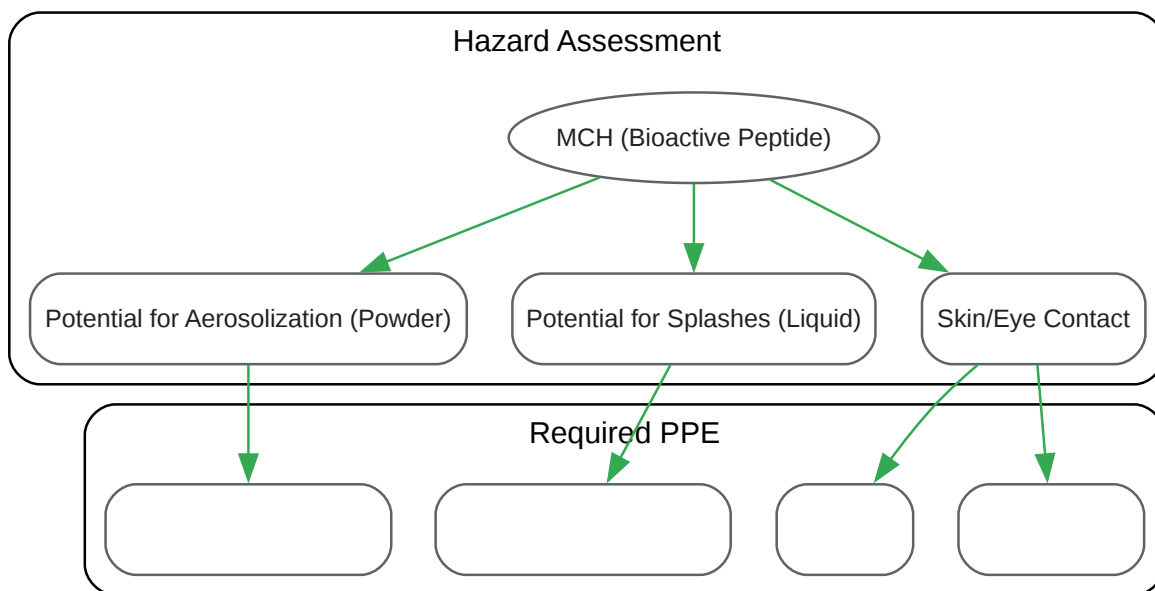 Hazard Assessment
MCH (Bioactive Peptide)
Potential for Aerosolization (Powder)
Potential for Splashes (Liquid)
Skin/Eye Contact
Required PPE